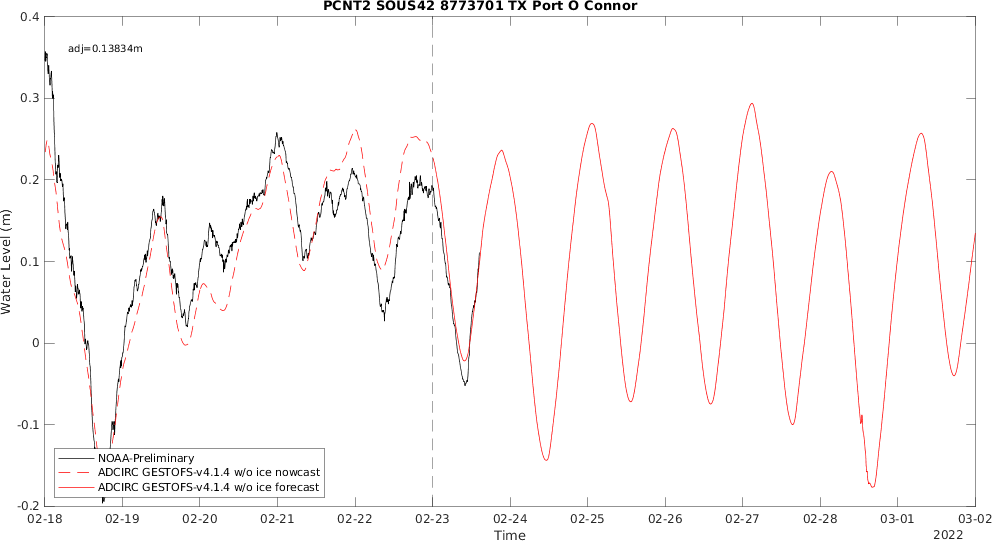 PCNT2 SOUS42 8773701 TX Port O Connor
adj=0.13834m
0.4
0.3
0.2
0.1
0
-0.1
-0.2
Water Level (m)
NOAA-Preliminary
ADCIRC GESTOFS-v4.1.4 w/o ice nowcast
ADCIRC GESTOFS-v4.1.4 w/o ice forecast
02-18 02-19 02-20 02-21 02-22 02-23 02-24 02-25 02-26 02-27 02-28 03-01 03-02
Time
2022